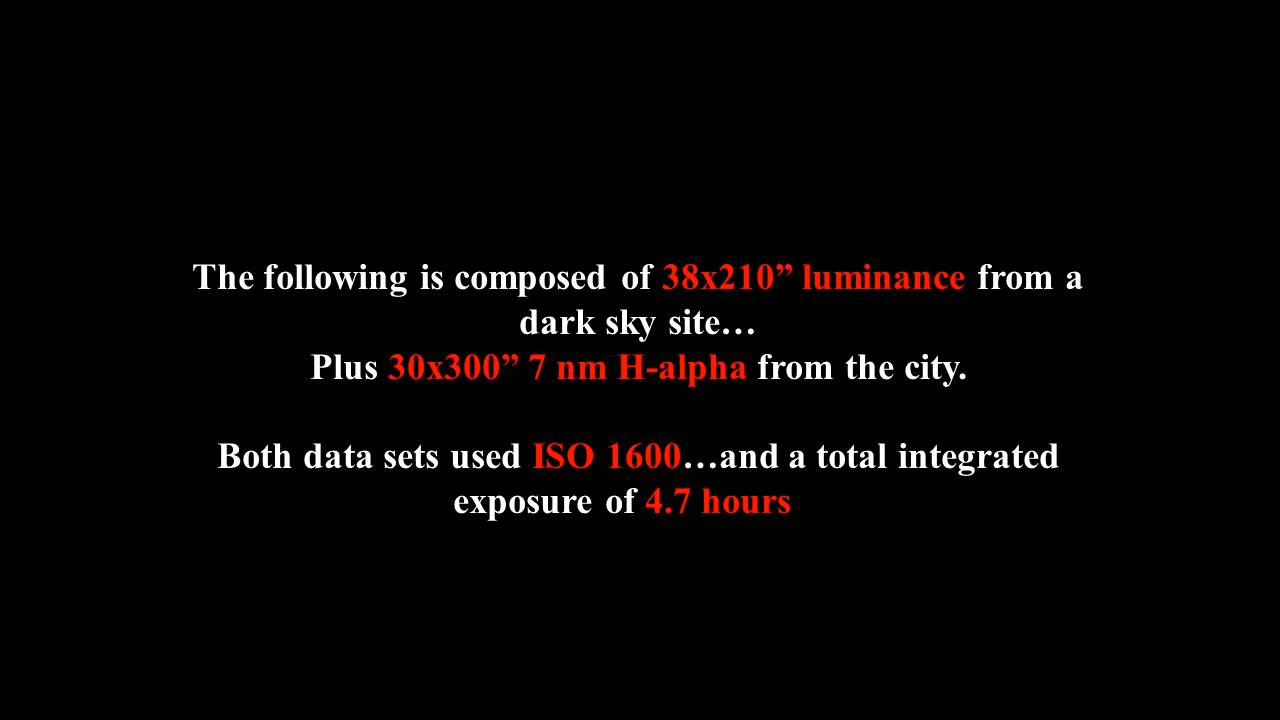 The following is composed of 38x210” luminance from a
dark sky site…
Plus 30x300” 7 nm H-alpha from the city.
Both data sets used ISO 1600…and a total integrated
exposure of 4.7 hours